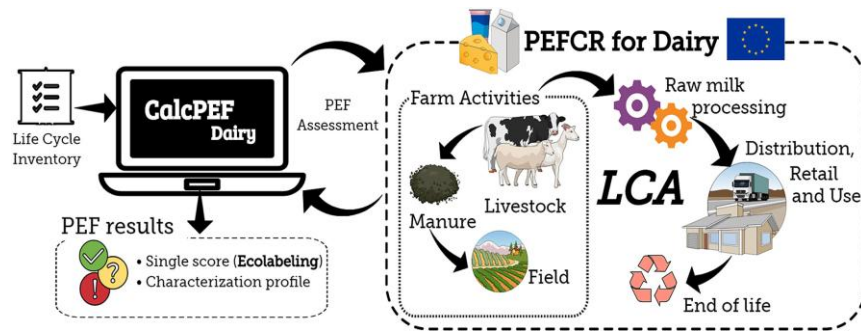 Life Cycle
Inventory
CalcPEF
Dairy
PEF
Assessment
PEF results
• Single score (Ecolabeling)
• Characterization profile
PEFCR for Dairy
Farm Activities
Livestock
Manure
Field
LCA
Raw milk
processing
Distribution,
Retail
and Use
End of life